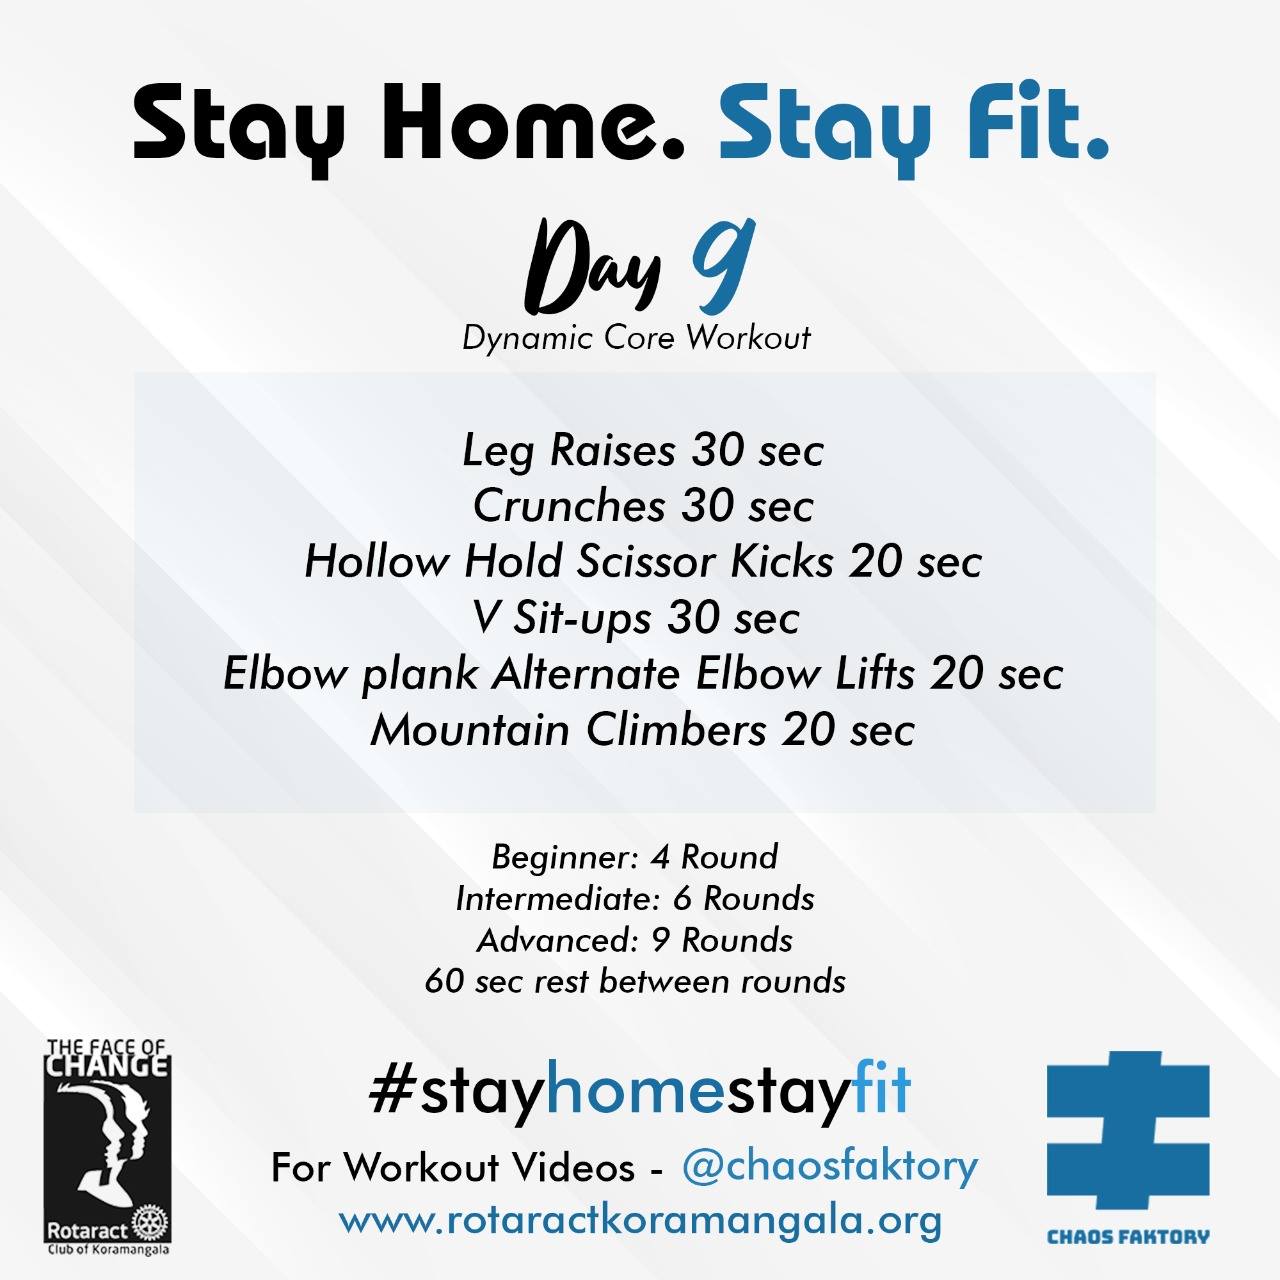 Stay Home. Stay Fit.
Day 9
Dynamic Core Workout
Leg Raises 30 sec
Crunches 30 sec
Hollow Hold Scissor Kicks 20 sec
V Sit-ups 30 sec
Elbow plank Alternate Elbow Lifts 20 sec
Mountain Climbers 20 sec
Beginner: 4 Round
Intermediate: 6 Rounds
Advanced: 9 Rounds
60 sec rest between rounds
THE FACE OF
CHANGE
Rotaract
Club of Koramangala
#stayhomestayfit
For Workout Videos - @chaosfaktory
www.rotaractkoramangala.org
CHAOS FAKTORY